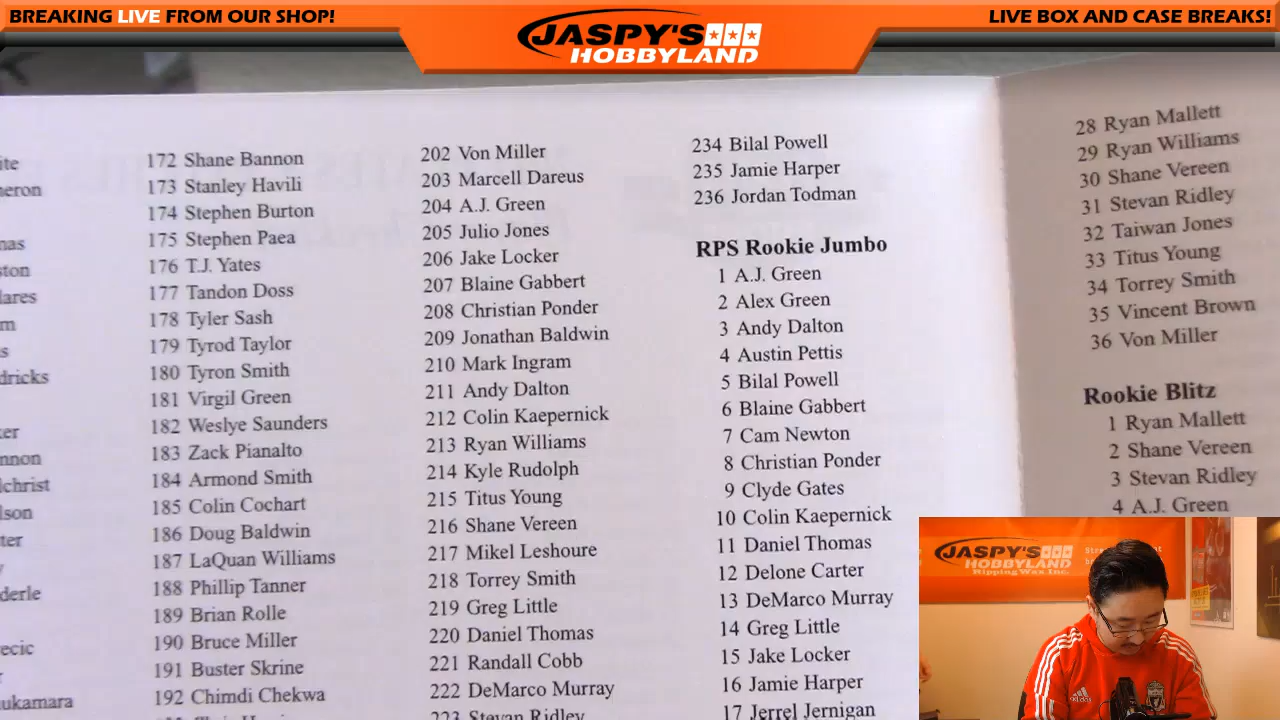 BREAKING LIVE FROM OUR SHOP!
JASPY'S
HOBBYLAND
LIVE BOX AND CASE BREAKS!
172 Shane Bannon
173 Stanley Havili
174 Stephen Burton
175 Stephen Paea
176 T.J. Yates
177 Tandon Doss
178 Tyler Sash
179 Tyrod Taylor
180 Tyron Smith
181 Virgil Green
182 Weslye Saunders
183 Zack Pianalto
184 Armond Smith
185 Colin Cochart
186 Doug Baldwin
187 LaQuan Williams
188 Phillip Tanner
189 Brian Rolle
190 Bruce Miller
191 Buster Skrine
192 Chimdi Chekwa
202 Von Miller
203 Marcell Dareus
204 A.J. Green
205 Julio Jones
206 Jake Locker
207 Blaine Gabbert
208 Christian Ponder
209 Jonathan Baldwin
210 Mark Ingram
211 Andy Dalton
212 Colin Kaepernick
213 Ryan Williams
214 Kyle Rudolph
215 Titus Young
216 Shane Vereen
217 Mikel Leshoure
218 Torrey Smith
219 Greg Little
220 Daniel Thomas
221 Randall Cobb
222 DeMarco Murray
223 Stevan Ridley
234 Bilal Powell
235 Jamie Harper
236 Jordan Todman
RPS Rookie Jumbo
1 A.J. Green
2 Alex Green
3 Andy Dalton
4 Austin Pettis
5 Bilal Powell
6 Blaine Gabbert
7 Cam Newton
8 Christian Ponder
9 Clyde Gates
10 Colin Kaepernick
11 Daniel Thomas
12 Delone Carter
13 DeMarco Murray
14 Greg Little
15 Jake Locker
16 Jamie Harper
17 Jerrel Jernigan
28 Ryan Mallett
29 Ryan Williams
30 Shane Vereen
31 Stevan Ridley
32 Taiwan Jones
33 Titus Young
34 Torrey Smith
35 Vincent Brown
36 Von Miller
Rookie Blitz
1 Ryan Mallett
2 Shane Vereen
3 Stevan Ridley
4 A.J. Green
JASPY'S
HOBBYLAND
Ripping Wax Inc.